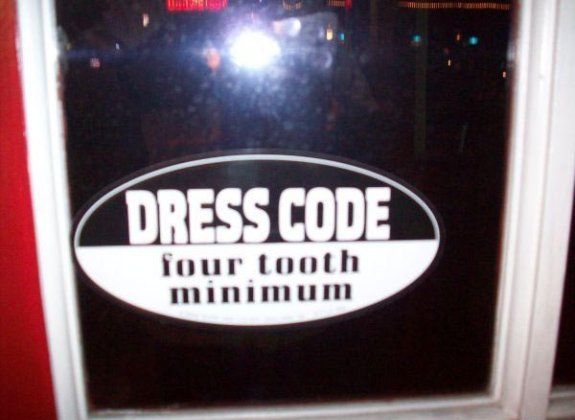 DRESS CODE
four tooth
minimum